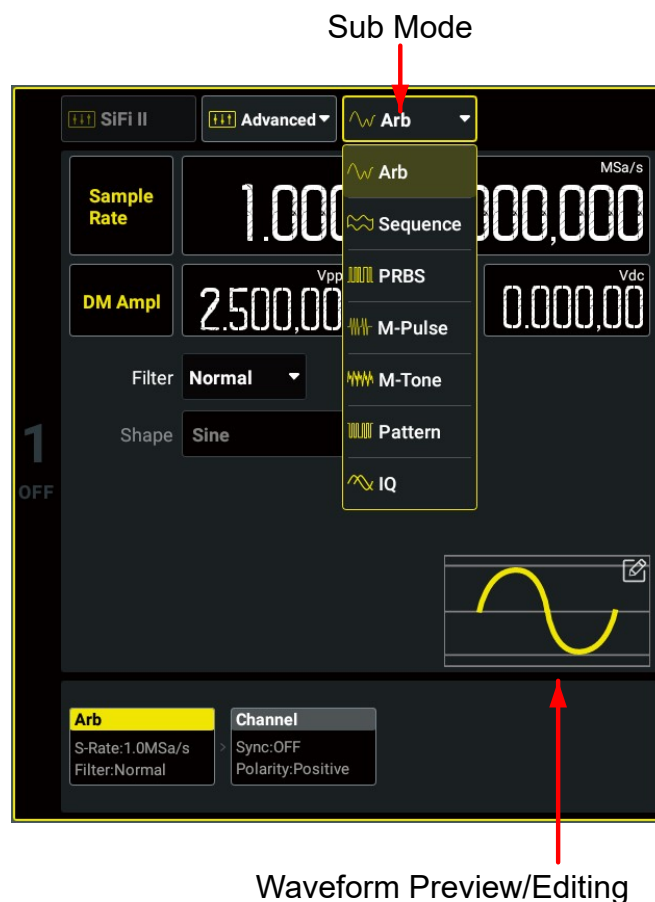 Sub Mode
SiFi II
Advanced
Arb
Arb
Sequence
PRBS
M-Pulse
M-Tone
Pattern
IQ
Sample
Rate
MSa/s
1.000
000,000
DM Ampl
Vpp
2.500,00
Vdc
0.000,00
Filter
Normal
Shape
Sine
1
OFF
Arb
S-Rate:1.0MSa/s
Filter:Normal
>
Channel
Sync:OFF
Polarity:Positive
Waveform Preview/Editing